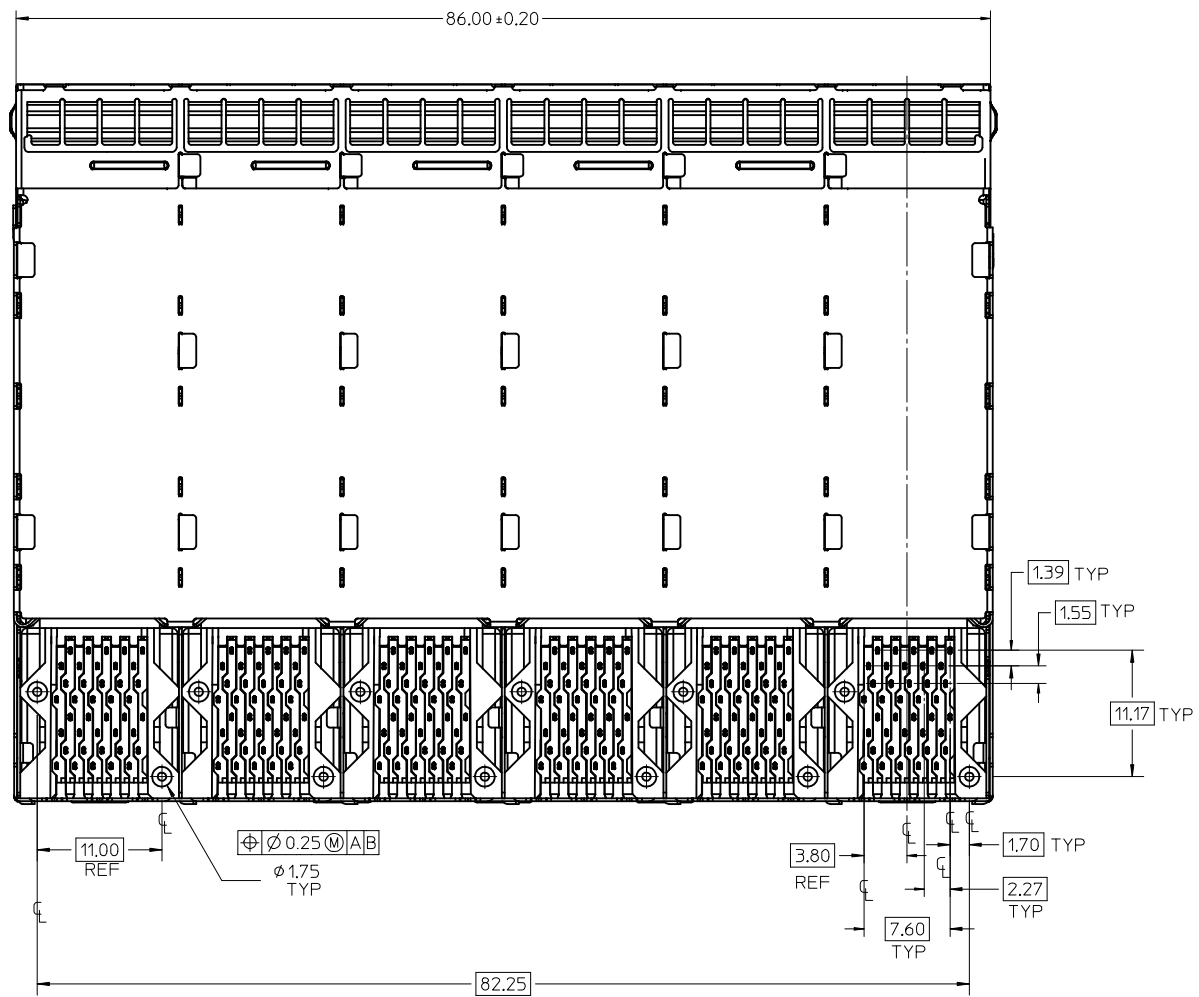 86.00 ±0.20
1.39 TYP
1.55 TYP
11.17 TYP
11.00
REF
⌖ Ø 0.25 Ⓜ A B
Ø1.75
TYP
3.80
REF
1.70 TYP
2.27
TYP
7.60
TYP
82.25
℄
℄
℄
℄
℄
℄
℄